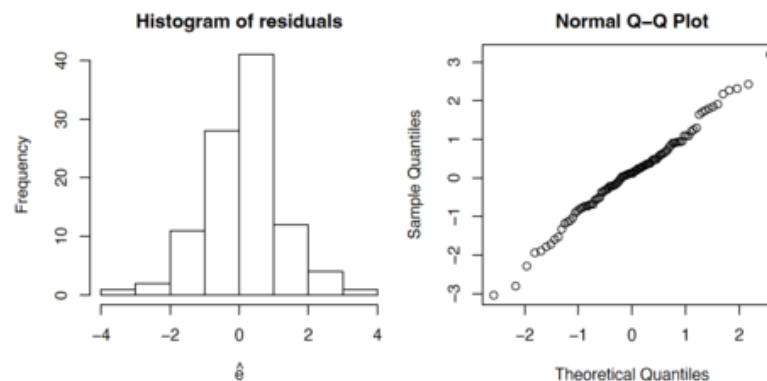 Histogram of residuals
Frequency
0 10 20 30 40
−4 −2 0 2 4
ê
Normal Q−Q Plot
Sample Quantiles
−3 −2 −1 0 1 2 3
−2 −1 0 1 2
Theoretical Quantiles